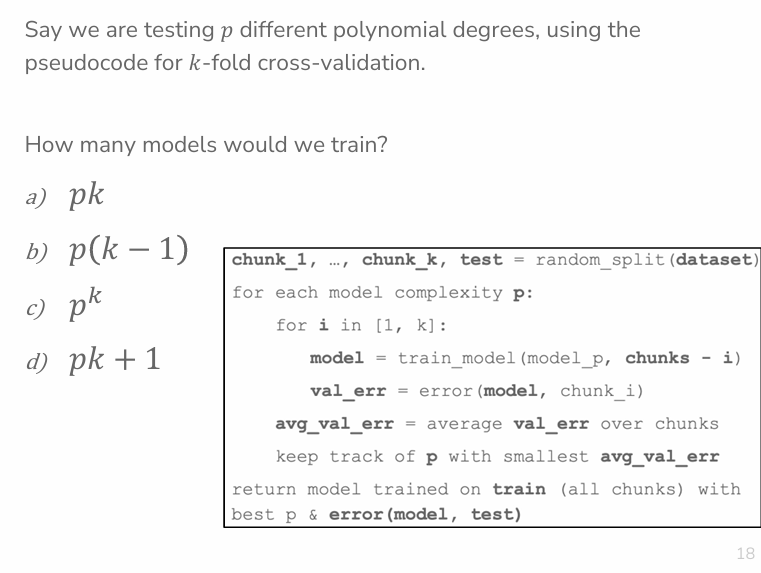 Say we are testing p different polynomial degrees, using the
pseudocode for k-fold cross-validation.
How many models would we train?
a) pk
b) p(k − 1)
c) pᵏ
d) pk + 1
chunk_1, …, chunk_k, test = random_split(dataset)
for each model complexity p:
for i in [1, k]:
model = train_model(model_p, chunks - i)
val_err = error(model, chunk_i)
avg_val_err = average val_err over chunks
keep track of p with smallest avg_val_err
return model trained on train (all chunks) with
best p & error(model, test)
18